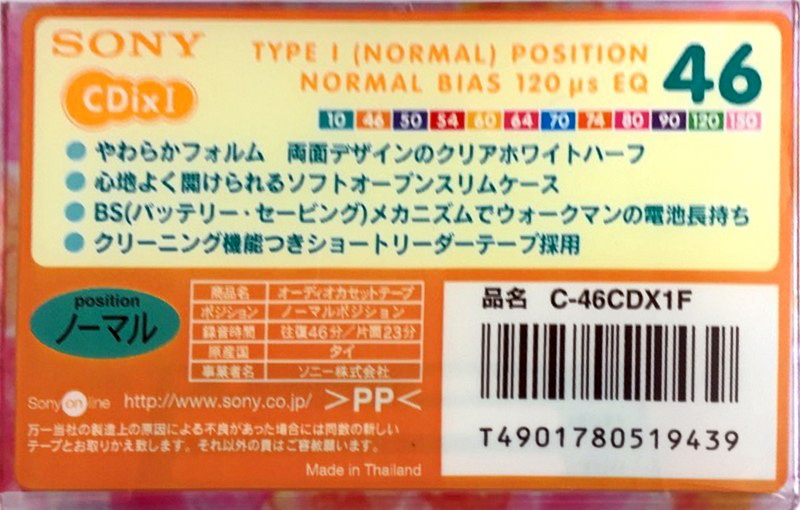 SONY
CDixI
TYPE I (NORMAL) POSITION
NORMAL BIAS 120 μs EQ
46
10 46 50 54 60 64 70 74 80 90 120 150
やわらかフォルム 両面デザインのクリアホワイトハーフ
心地よく開けられるソフトオープンスリムケース
BS(バッテリー・セービング)メカニズムでウォークマンの電池長持ち
クリーニング機能つきショートリーダーテープ採用
position
ノーマル
商品名 オーディオカセットテープ
ポジション ノーマルポジション
録音時間 往復46分/片面23分
原産国 タイ
事業者名 ソニー株式会社
Sony on line http://www.sony.co.jp/ >PP<
万一当社の製造上の原因による不良があった場合には同数の新しい
テープとお取りかえ致します。それ以外の責はご容赦願います。
Made in Thailand
品名 C-46CDX1F
T4901780519439